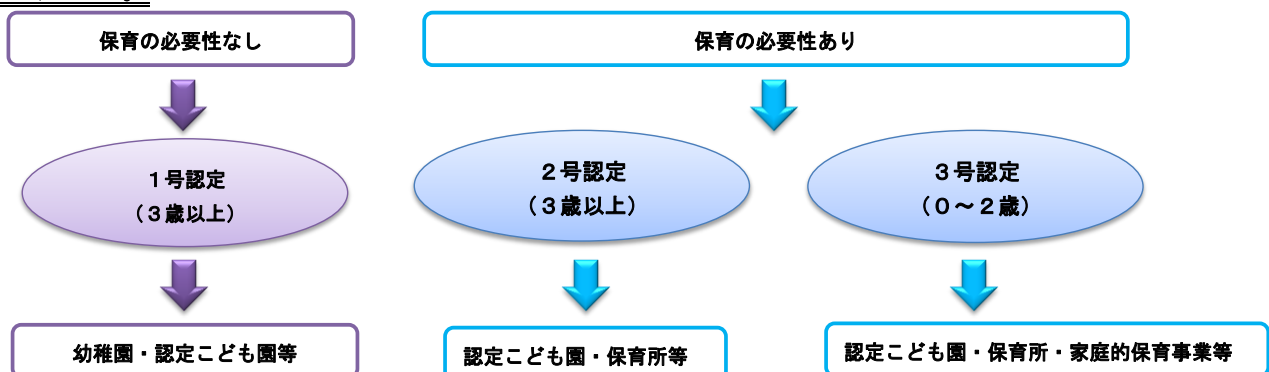 保育の必要性なし
保育の必要性あり
1号認定
(3歳以上)
2号認定
(3歳以上)
3号認定
(0～2歳)
幼稚園・認定こども園等
認定こども園・保育所等
認定こども園・保育所・家庭的保育事業等